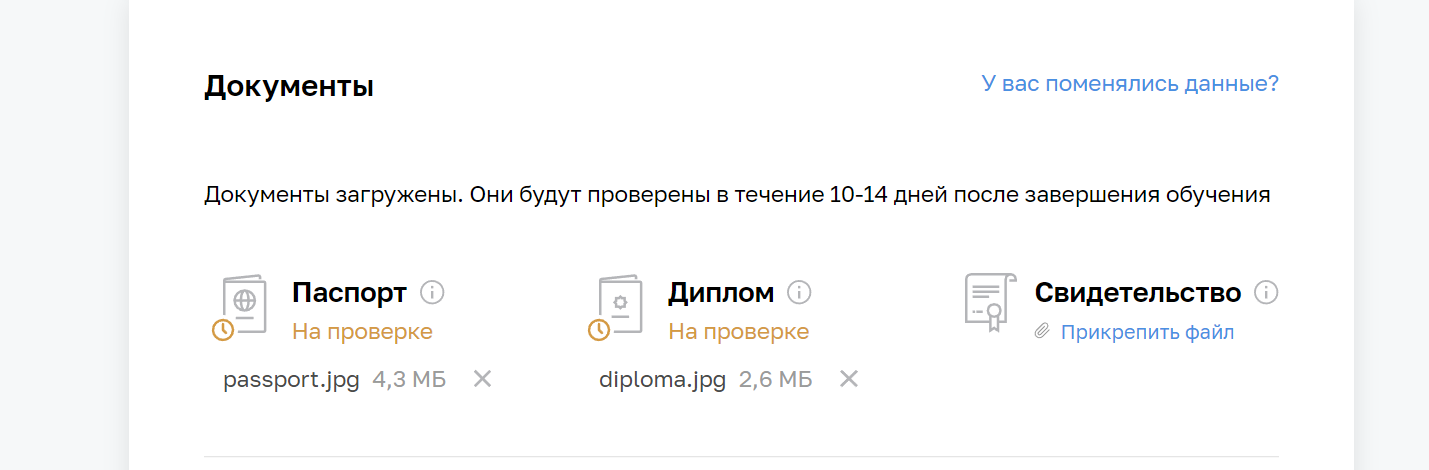 Документы
У вас поменялись данные?
Документы загружены. Они будут проверены в течение 10-14 дней после завершения обучения
Паспорт
На проверке
passport.jpg 4,3 МБ
Диплом
На проверке
diploma.jpg 2,6 МБ
Свидетельство
Прикрепить файл